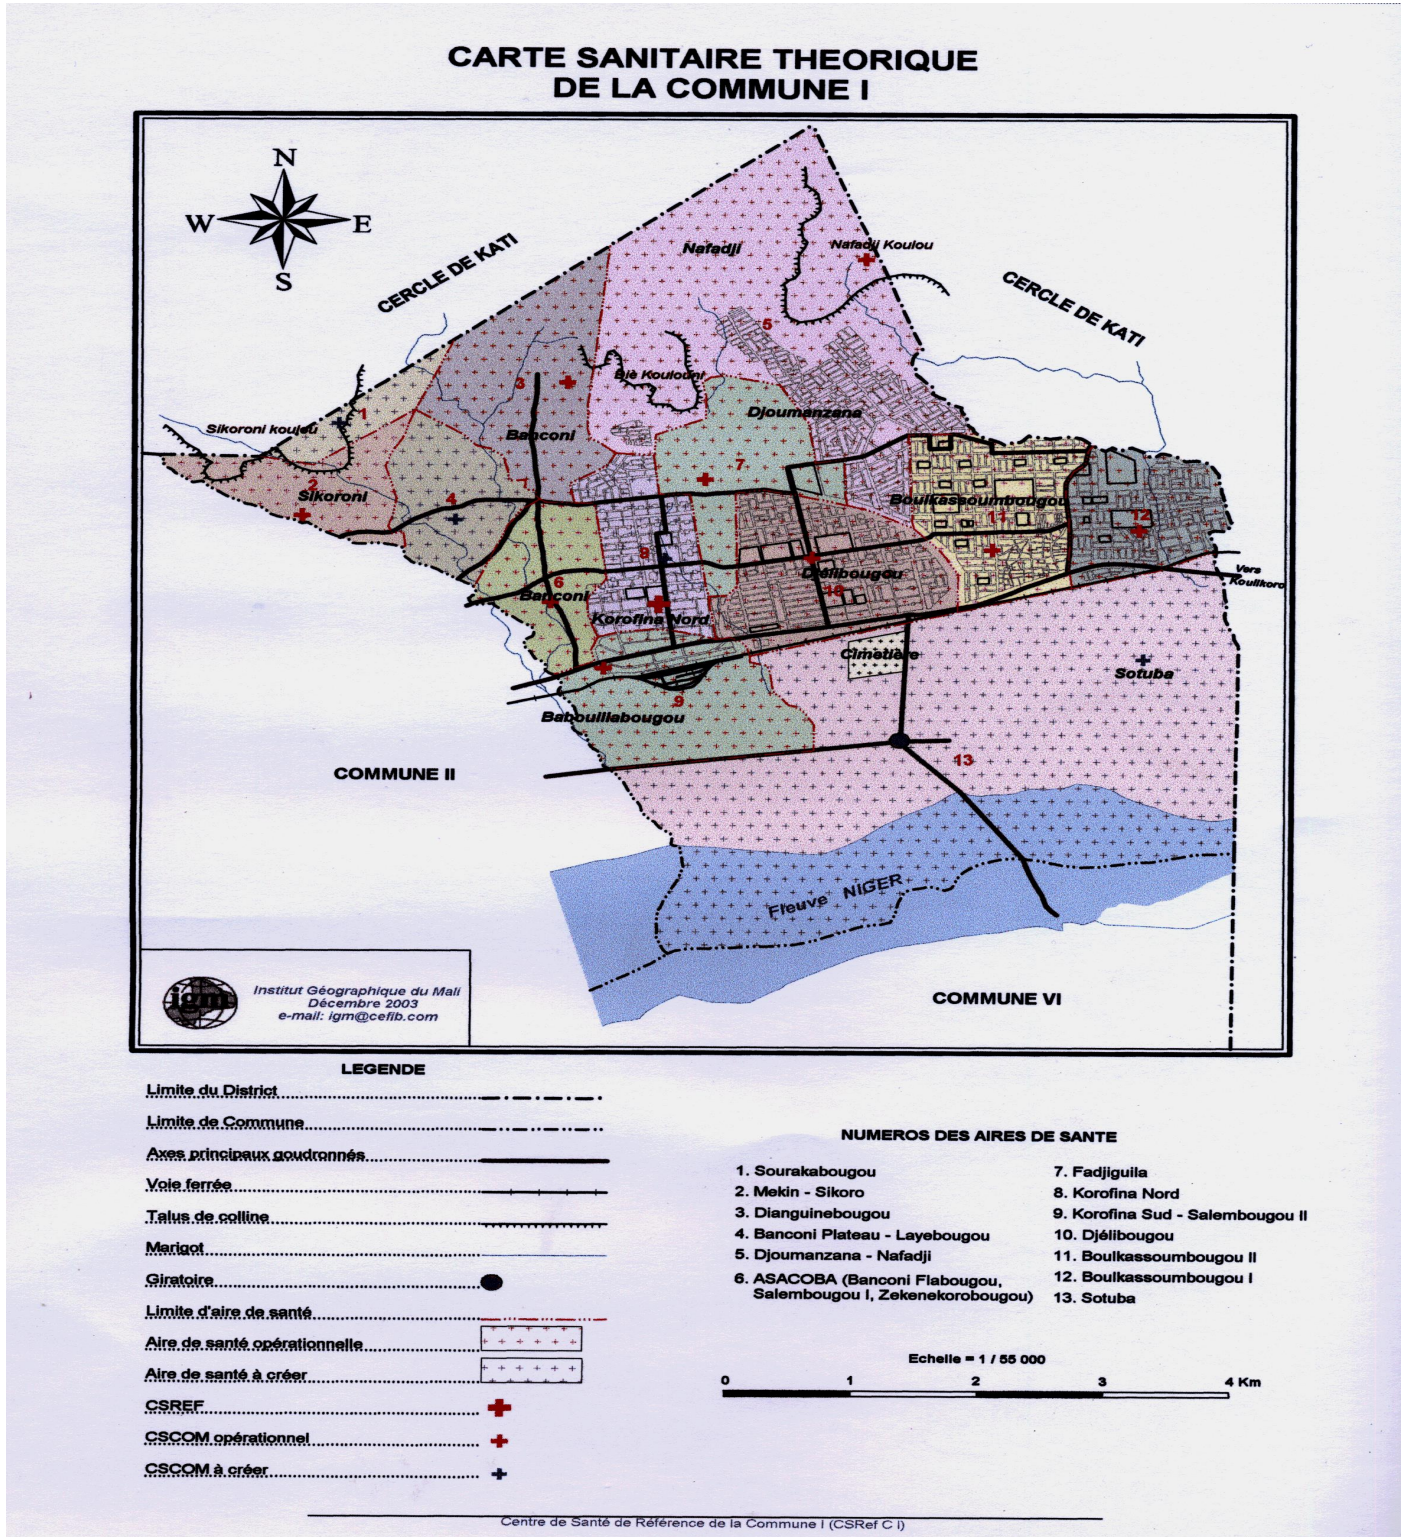 CARTE SANITAIRE THEORIQUE
DE LA COMMUNE I
N
W
E
S
CERCLE DE KATI
CERCLE DE KATI
Nafadji
Nafadji Koulou
5
Diè Koulouni
3
Banconi
Djoumanzana
1
Sikoroni koulou
2
Sikoroni
4
7
Boulkassoumbougou
11
12
8
6
Banconi
Djélibougou
10
Vers
Koulikoro
Korofina Nord
Cimetière
Sotuba
9
Babouillabougou
13
COMMUNE II
Fleuve NIGER
COMMUNE VI
igm
Institut Géographique du Mali
Décembre 2003
e-mail: igm@cefib.com
LEGENDE
Limite du District
Limite de Commune
Axes principaux goudronnés
Voie ferrée
Talus de colline
Marigot
Giratoire
Limite d'aire de santé
Aire de santé opérationnelle
Aire de santé à créer
CSREF
CSCOM opérationnel
CSCOM à créer
NUMEROS DES AIRES DE SANTE
1. Sourakabougou
2. Mekin - Sikoro
3. Dianguinebougou
4. Banconi Plateau - Layebougou
5. Djoumanzana - Nafadji
6. ASACOBA (Banconi Flabougou,
Salembougou I, Zekenekorobougou)
7. Fadjiguila
8. Korofina Nord
9. Korofina Sud - Salembougou II
10. Djélibougou
11. Boulkassoumbougou II
12. Boulkassoumbougou I
13. Sotuba
Echelle = 1 / 55 000
0 1 2 3 4 Km
Centre de Santé de Référence de la Commune I (CSRef C i)